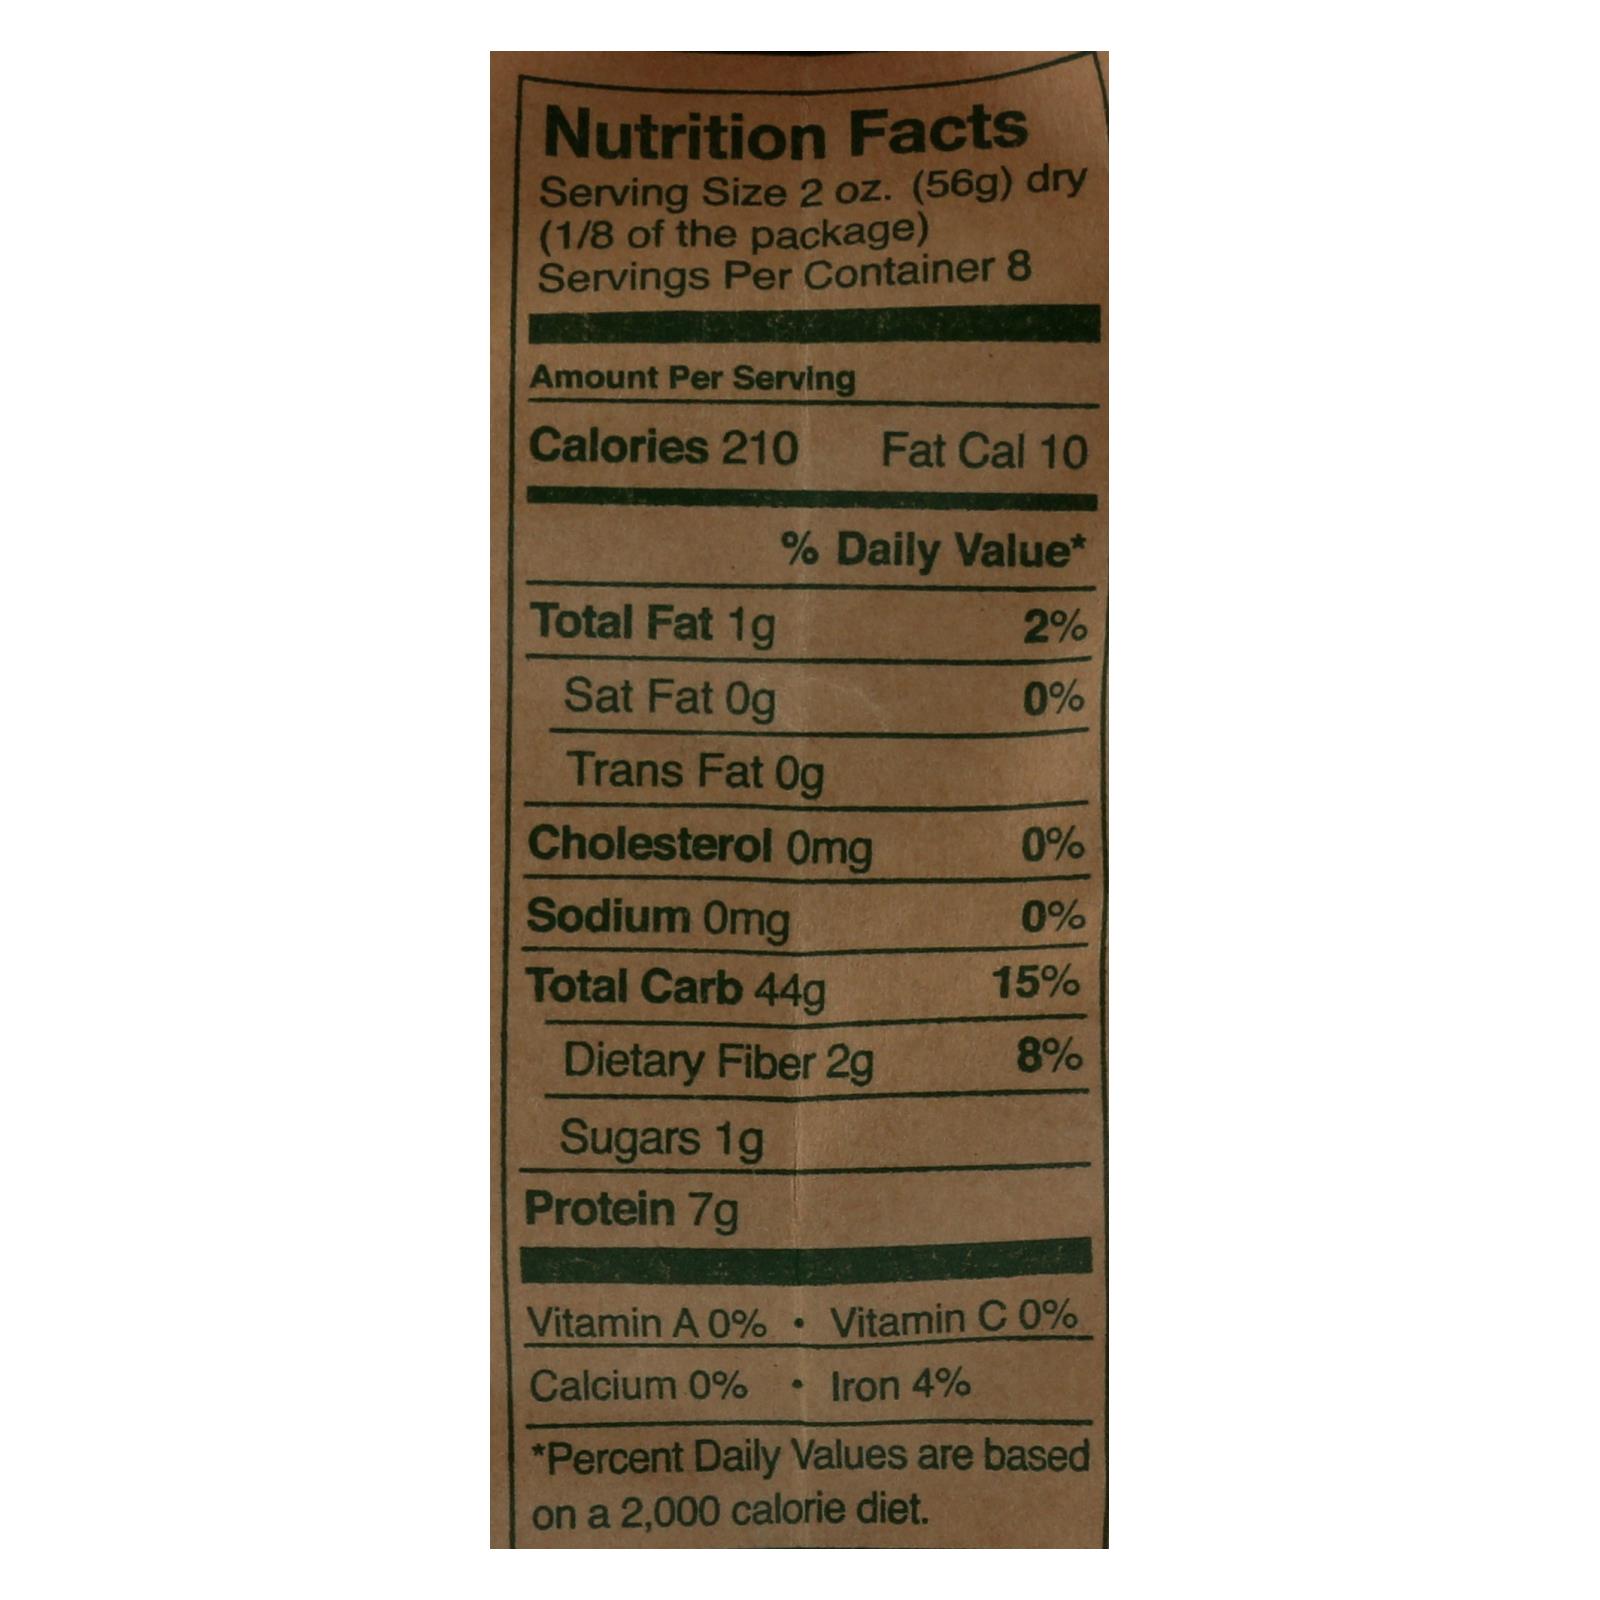 Nutrition Facts
Serving Size 2 oz. (56g) dry
(1/8 of the package)
Servings Per Container 8
Amount Per Serving
Calories 210 Fat Cal 10
% Daily Value*
Total Fat 1g 2%
Sat Fat 0g 0%
Trans Fat 0g
Cholesterol 0mg 0%
Sodium 0mg 0%
Total Carb 44g 15%
Dietary Fiber 2g 8%
Sugars 1g
Protein 7g
Vitamin A 0% • Vitamin C 0%
Calcium 0% • Iron 4%
*Percent Daily Values are based
on a 2,000 calorie diet.